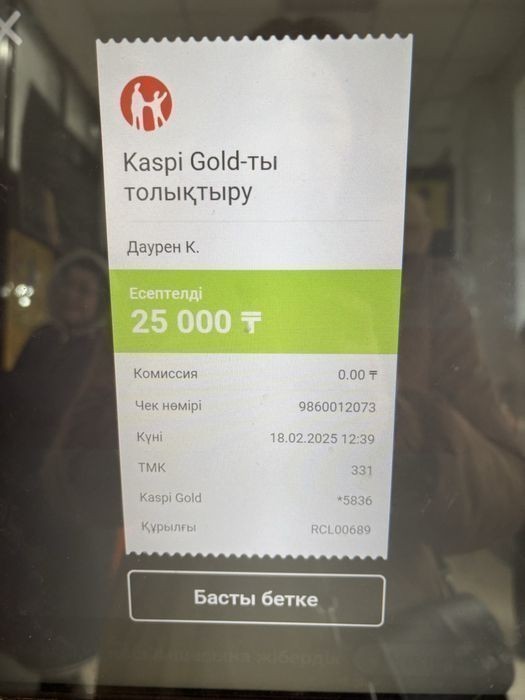 Kaspi Gold-ты
толықтыру
Даурен К.
Есептелді
25 000 ₸
Комиссия 0.00 ₸
Чек нөмірі 9860012073
Күні 18.02.2025 12:39
ТМК 331
Kaspi Gold *5836
Құрылғы RCL00689
Басты бетке